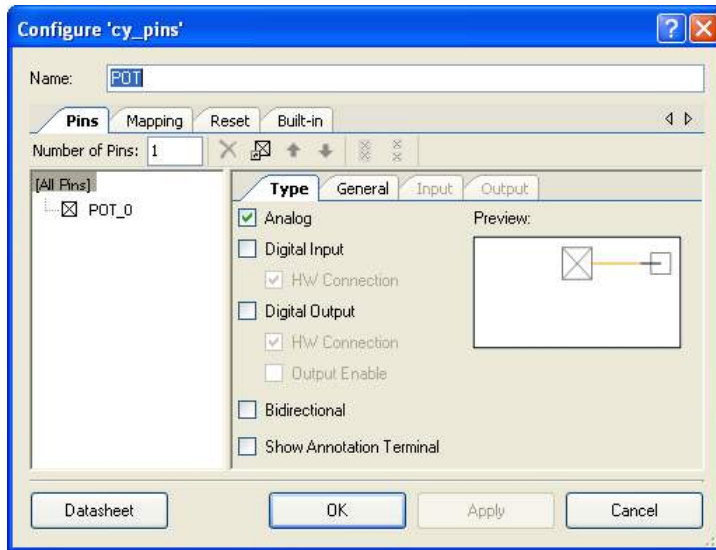 Configure 'cy_pins'
Name: POT
Pins Mapping Reset Built-in
Number of Pins: 1
[All Pins]
POT_0
Type General Input Output
Analog
Preview:
Digital Input
HW Connection
Digital Output
HW Connection
Output Enable
Bidirectional
Show Annotation Terminal
Datasheet OK Apply Cancel